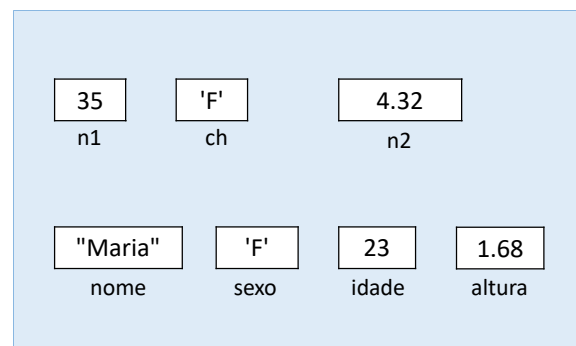 35 'F' 4.32
n1 ch n2
"Maria" 'F' 23 1.68
nome sexo idade altura